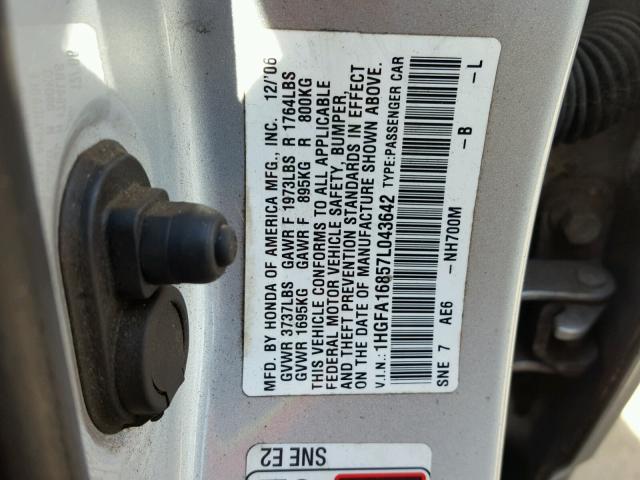 MFD. BY HONDA OF AMERICA MFG., INC. 12/'06
GVWR 3737LBS GAWR F 1973LBS R 1764LBS
GVWR 1695KG GAWR F 895KG R 800KG
THIS VEHICLE CONFORMS TO ALL APPLICABLE
FEDERAL MOTOR VEHICLE SAFETY, BUMPER,
AND THEFT PREVENTION STANDARDS IN EFFECT
ON THE DATE OF MANUFACTURE SHOWN ABOVE.
V.I.N.: 1HGFA16857L043642 TYPE:PASSENGER CAR
SNE 7 AE6 -NH700M -B -L
SNE E2